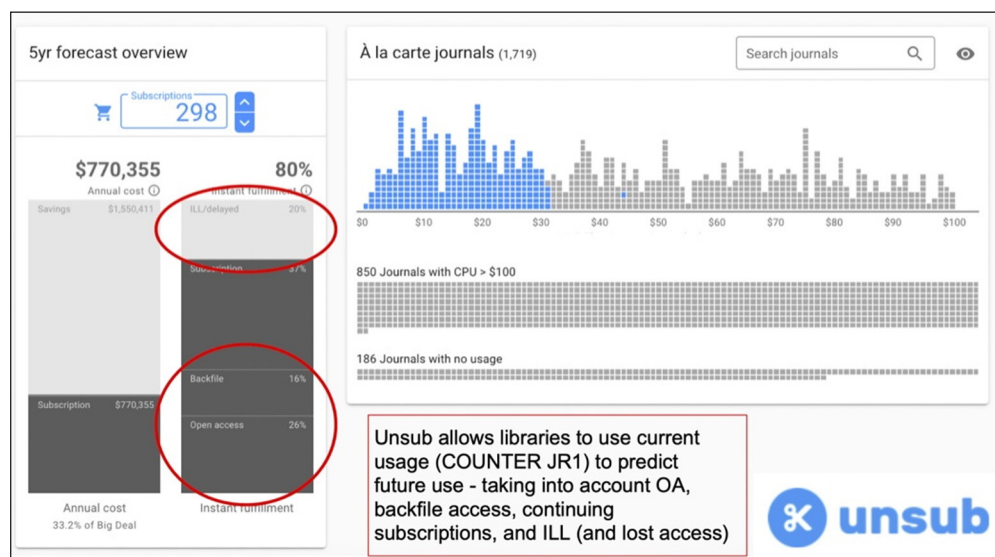 5yr forecast overview
Subscriptions
298
$770,355
80%
Annual cost
Instant fulfillment
Savings $1,550,411
ILL/delayed 20%
Subscription 37%
Backfile 16%
Subscription $770,355
Open access 26%
Annual cost
33.2% of Big Deal
Instant fulfillment
À la carte journals (1,719)
Search journals
$0 $10 $20 $30 $40 $50 $60 $70 $80 $90 $100
850 Journals with CPU > $100
186 Journals with no usage
Unsub allows libraries to use current
usage (COUNTER JR1) to predict
future use - taking into account OA,
backfile access, continuing
subscriptions, and ILL (and lost access)
unsub